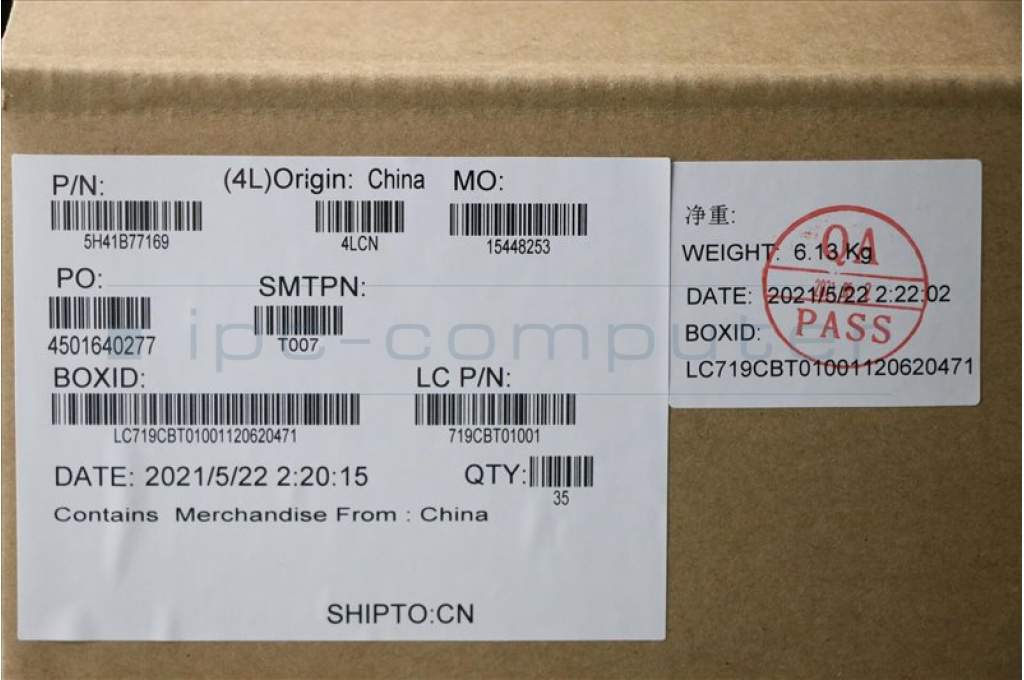 P/N:
5H41B77169
(4L)Origin: China
4LCN
MO:
15448253
PO:
4501640277
SMTPN:
T007
BOXID:
LC719CBT01001120620471
LC P/N:
719CBT01001
DATE: 2021/5/22 2:20:15
QTY:
35
Contains Merchandise From : China
SHIPTO:CN
净重:
WEIGHT: 6.13 Kg
DATE: 2021/5/22 2:22:02
BOXID:
LC719CBT01001120620471
QA
PASS
ipc-computer